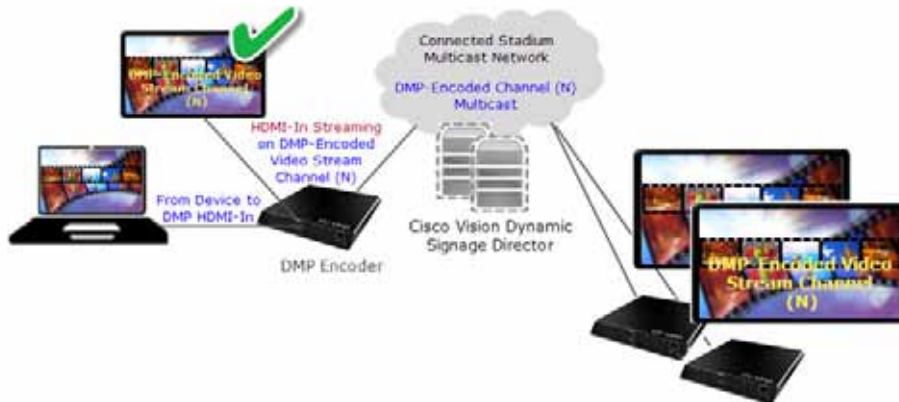 DMP-Encoded Video
Stream Channel
(N)
Connected Stadium
Multicast Network
DMP-Encoded Channel (N)
Multicast
HDMI-In Streaming
on DMP-Encoded
Video Stream
Channel (N)
From Device to
DMP HDMI-In
DMP Encoder
Cisco Vision Dynamic
Signage Director
DMP-Encoded Video
Stream Channel
(N)